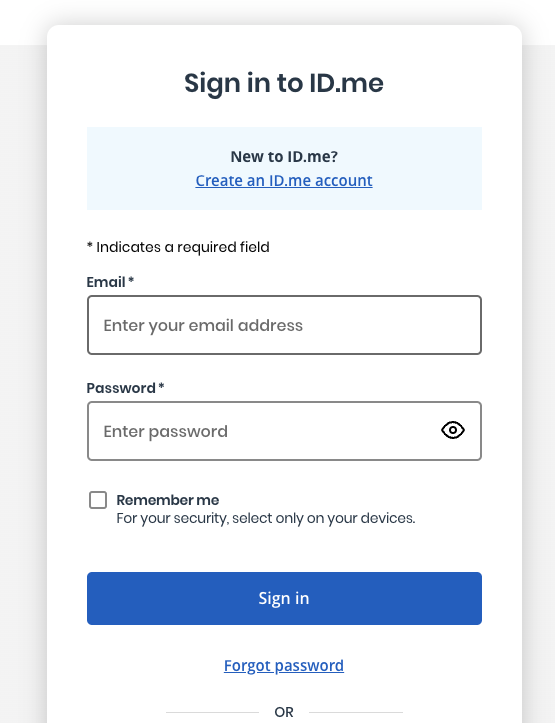 Sign in to ID.me
New to ID.me?
Create an ID.me account
* Indicates a required field
Email *
Enter your email address
Password *
Enter password
Remember me
For your security, select only on your devices.
Sign in
Forgot password
OR